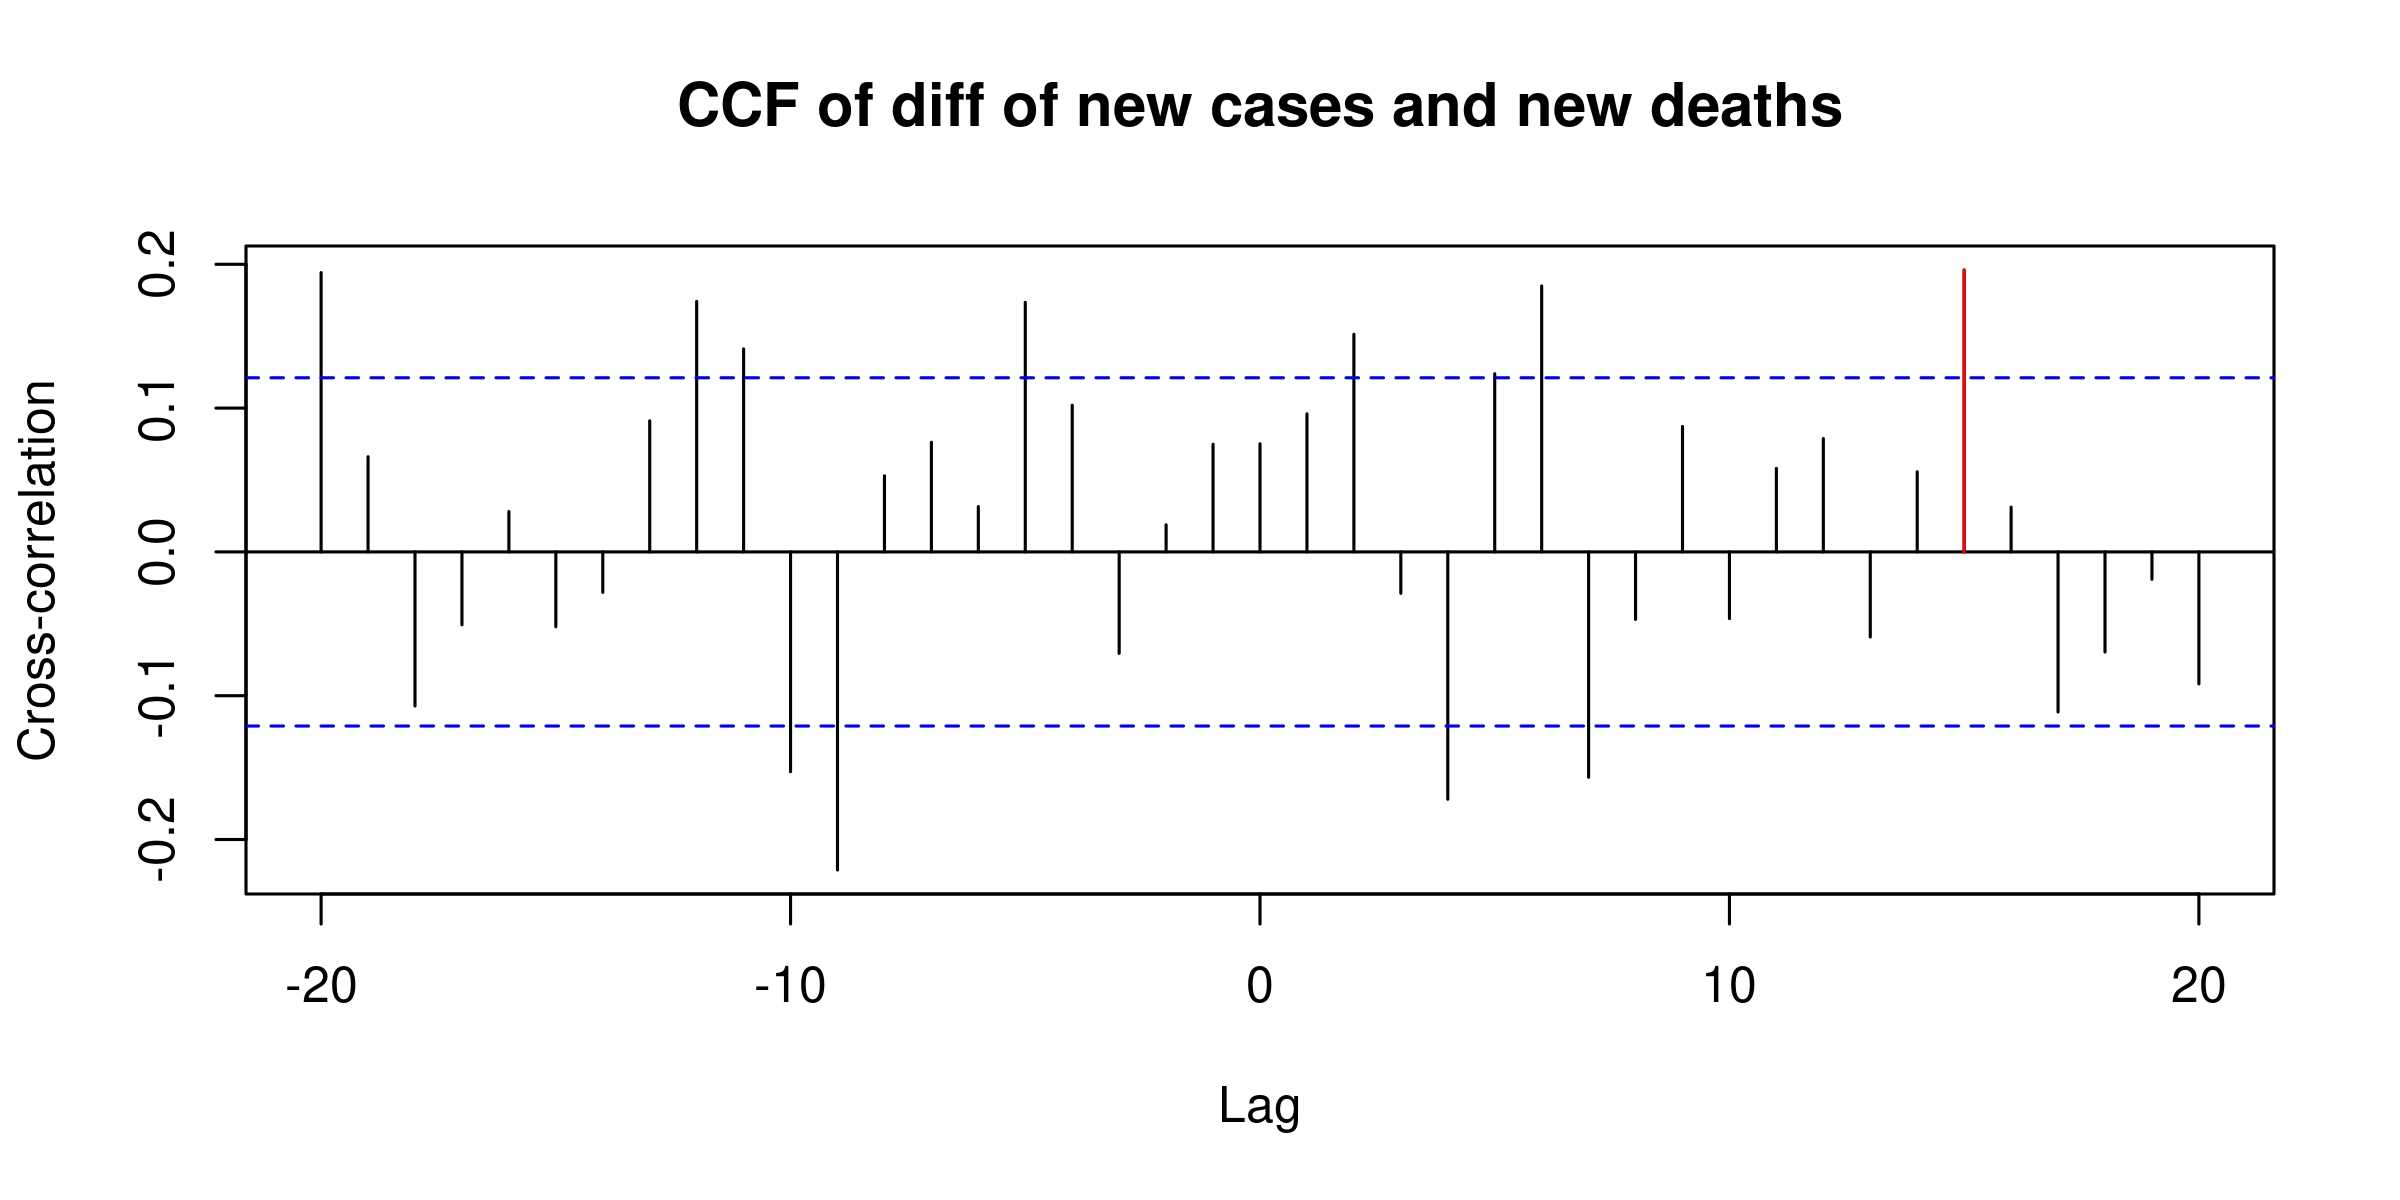 CCF of diff of new cases and new deaths
Cross-correlation
0.2
0.1
0.0
-0.1
-0.2
-20 -10 0 10 20
Lag